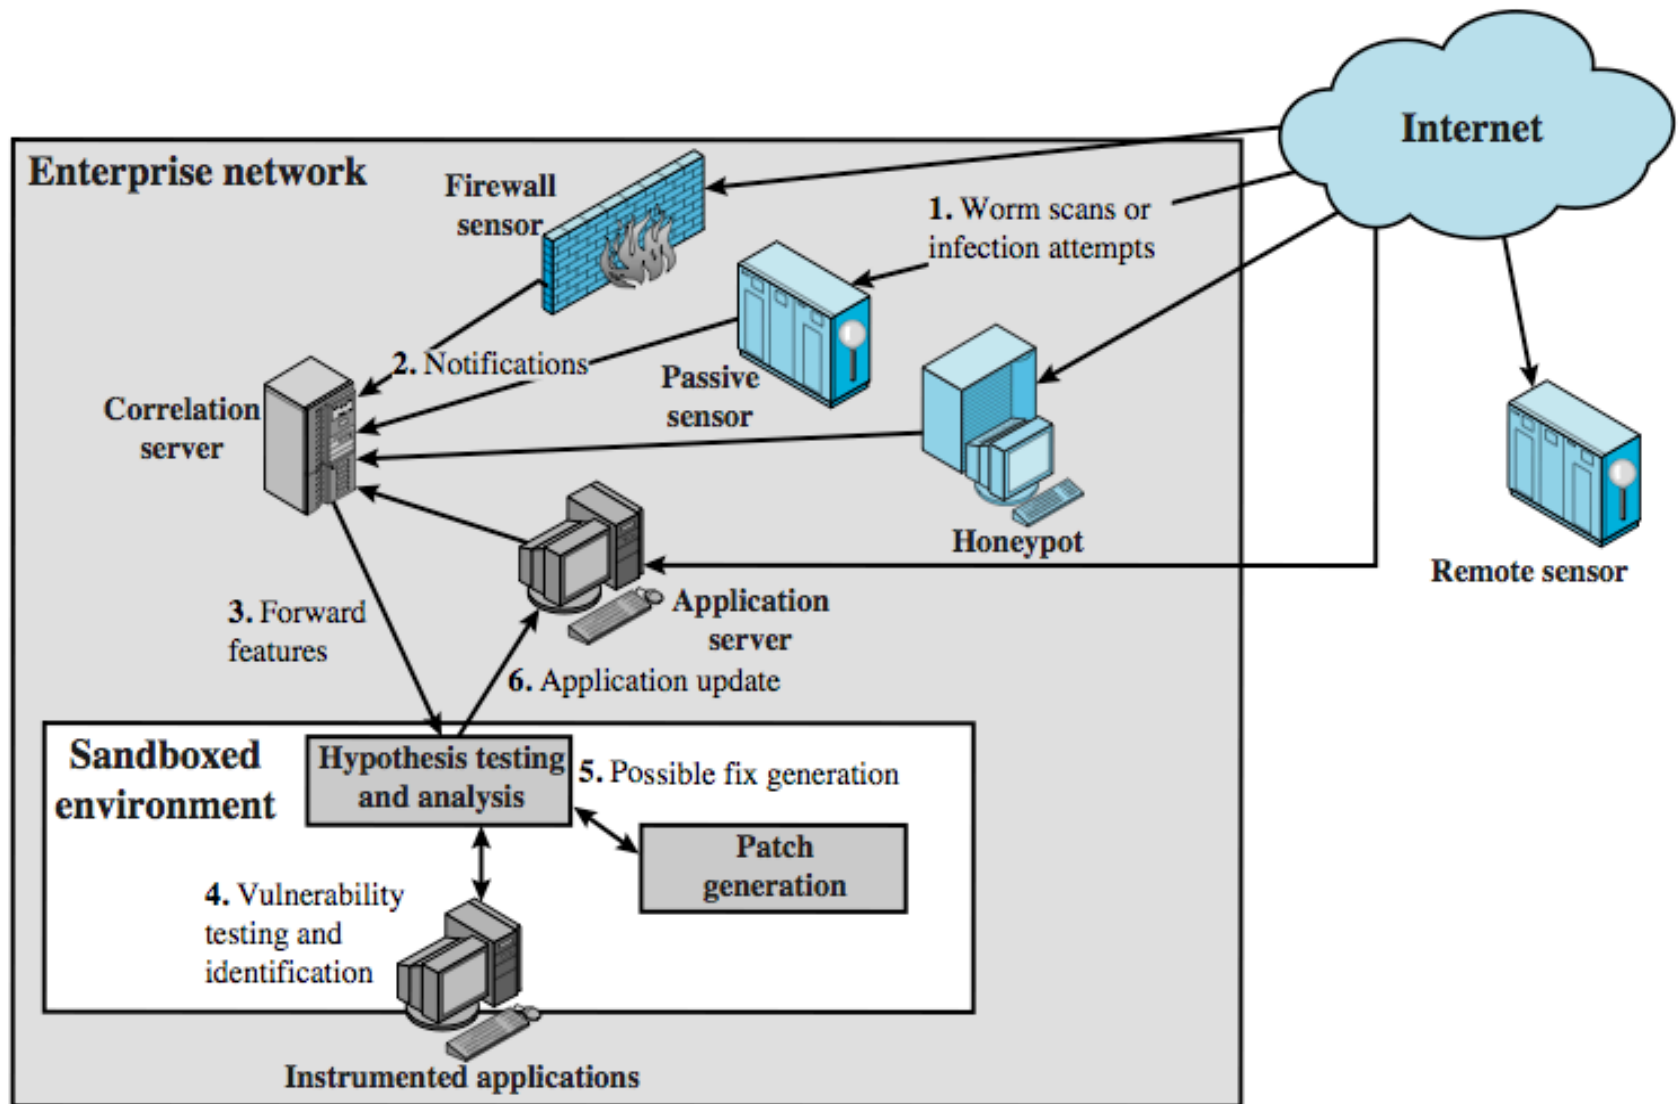 Internet
Enterprise network
Firewall
sensor
1. Worm scans or
infection attempts
2. Notifications
Passive
sensor
Correlation
server
Honeypot
Remote sensor
Application
server
3. Forward
features
6. Application update
Sandboxed
environment
Hypothesis testing
and analysis
5. Possible fix generation
Patch
generation
4. Vulnerability
testing and
identification
Instrumented applications